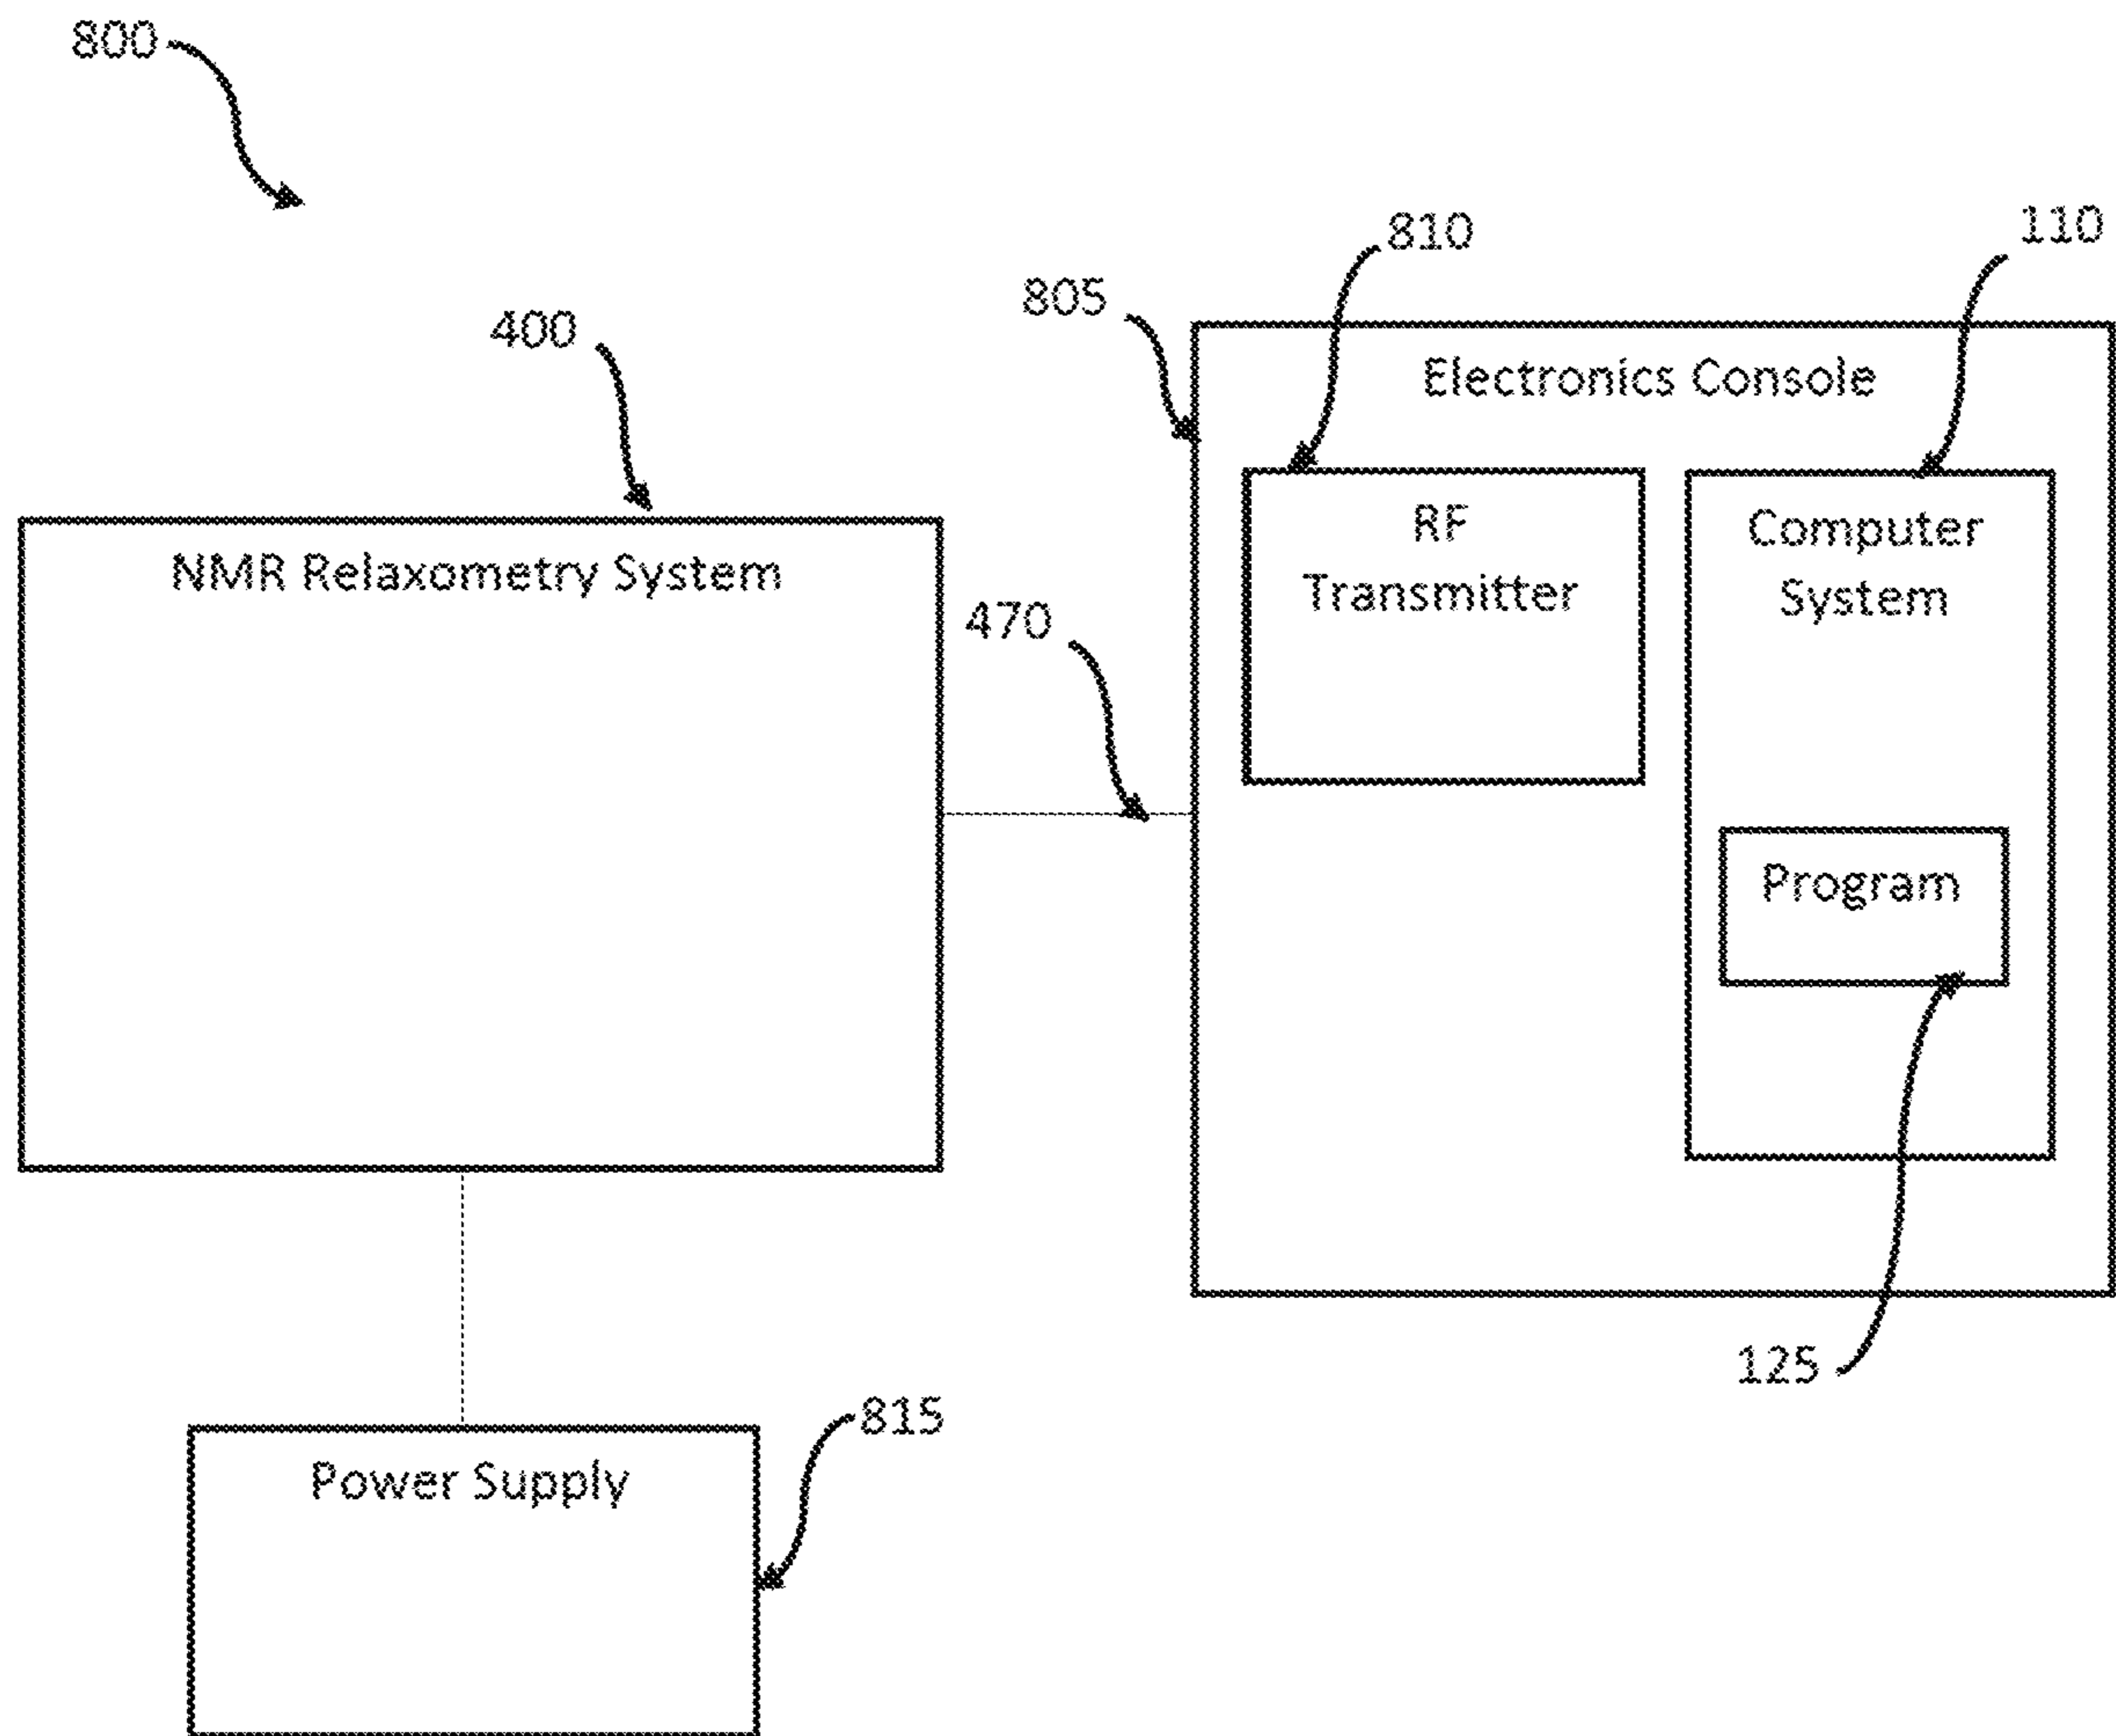 800
810
110
805
400
Electronics Console
RF
Transmitter
Computer
System
NMR Relaxometry System
470
Program
125
815
Power Supply